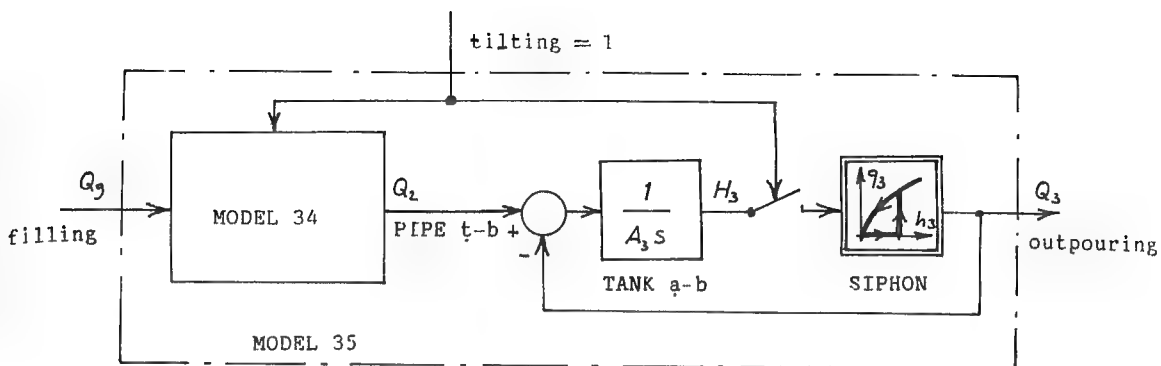 tilting = 1
Q9
filling
MODEL 34
Q2
PIPE ṭ-b
+
-
1
A3 s
TANK ạ-b
H3
q3
h3
SIPHON
Q3
outpouring
MODEL 35